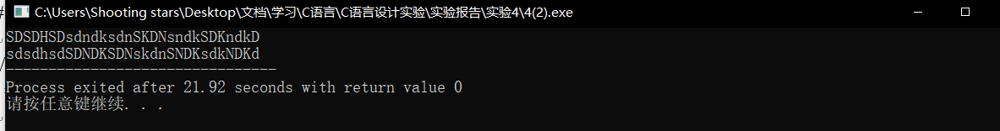 C:\Users\Shooting stars\Desktop\文档\学习\C语言\C语言设计实验\实验报告\实验4\4(2).exe
SDSDHSDsdndksdnSKDNsndkSDKndkD
sdsdhsdSDNDKSDNskdnSNDKsdkNDKd
--------------------------------
Process exited after 21.92 seconds with return value 0
请按任意键继续. . .